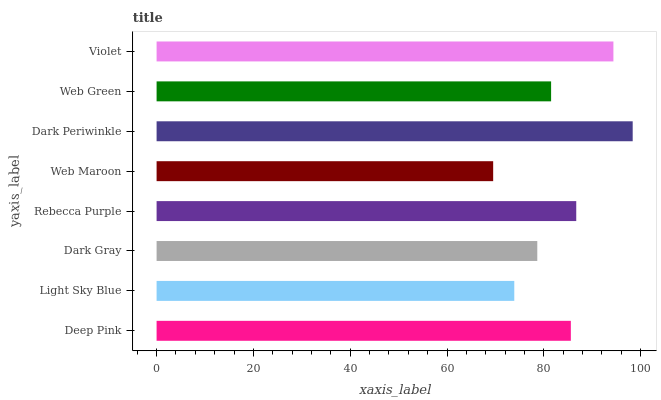 title
Violet
Web Green
Dark Periwinkle
Web Maroon
Rebecca Purple
Dark Gray
Light Sky Blue
Deep Pink
yaxis_label
0 20 40 60 80 100
xaxis_label